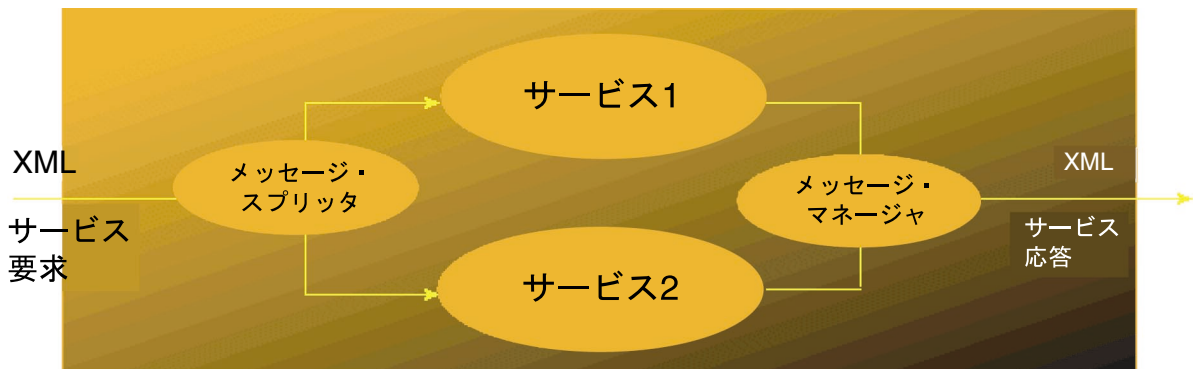 XML
サービス
要求
メッセージ・
スプリッタ
サービス1
サービス2
メッセージ・
マネージャ
XML
サービス
応答